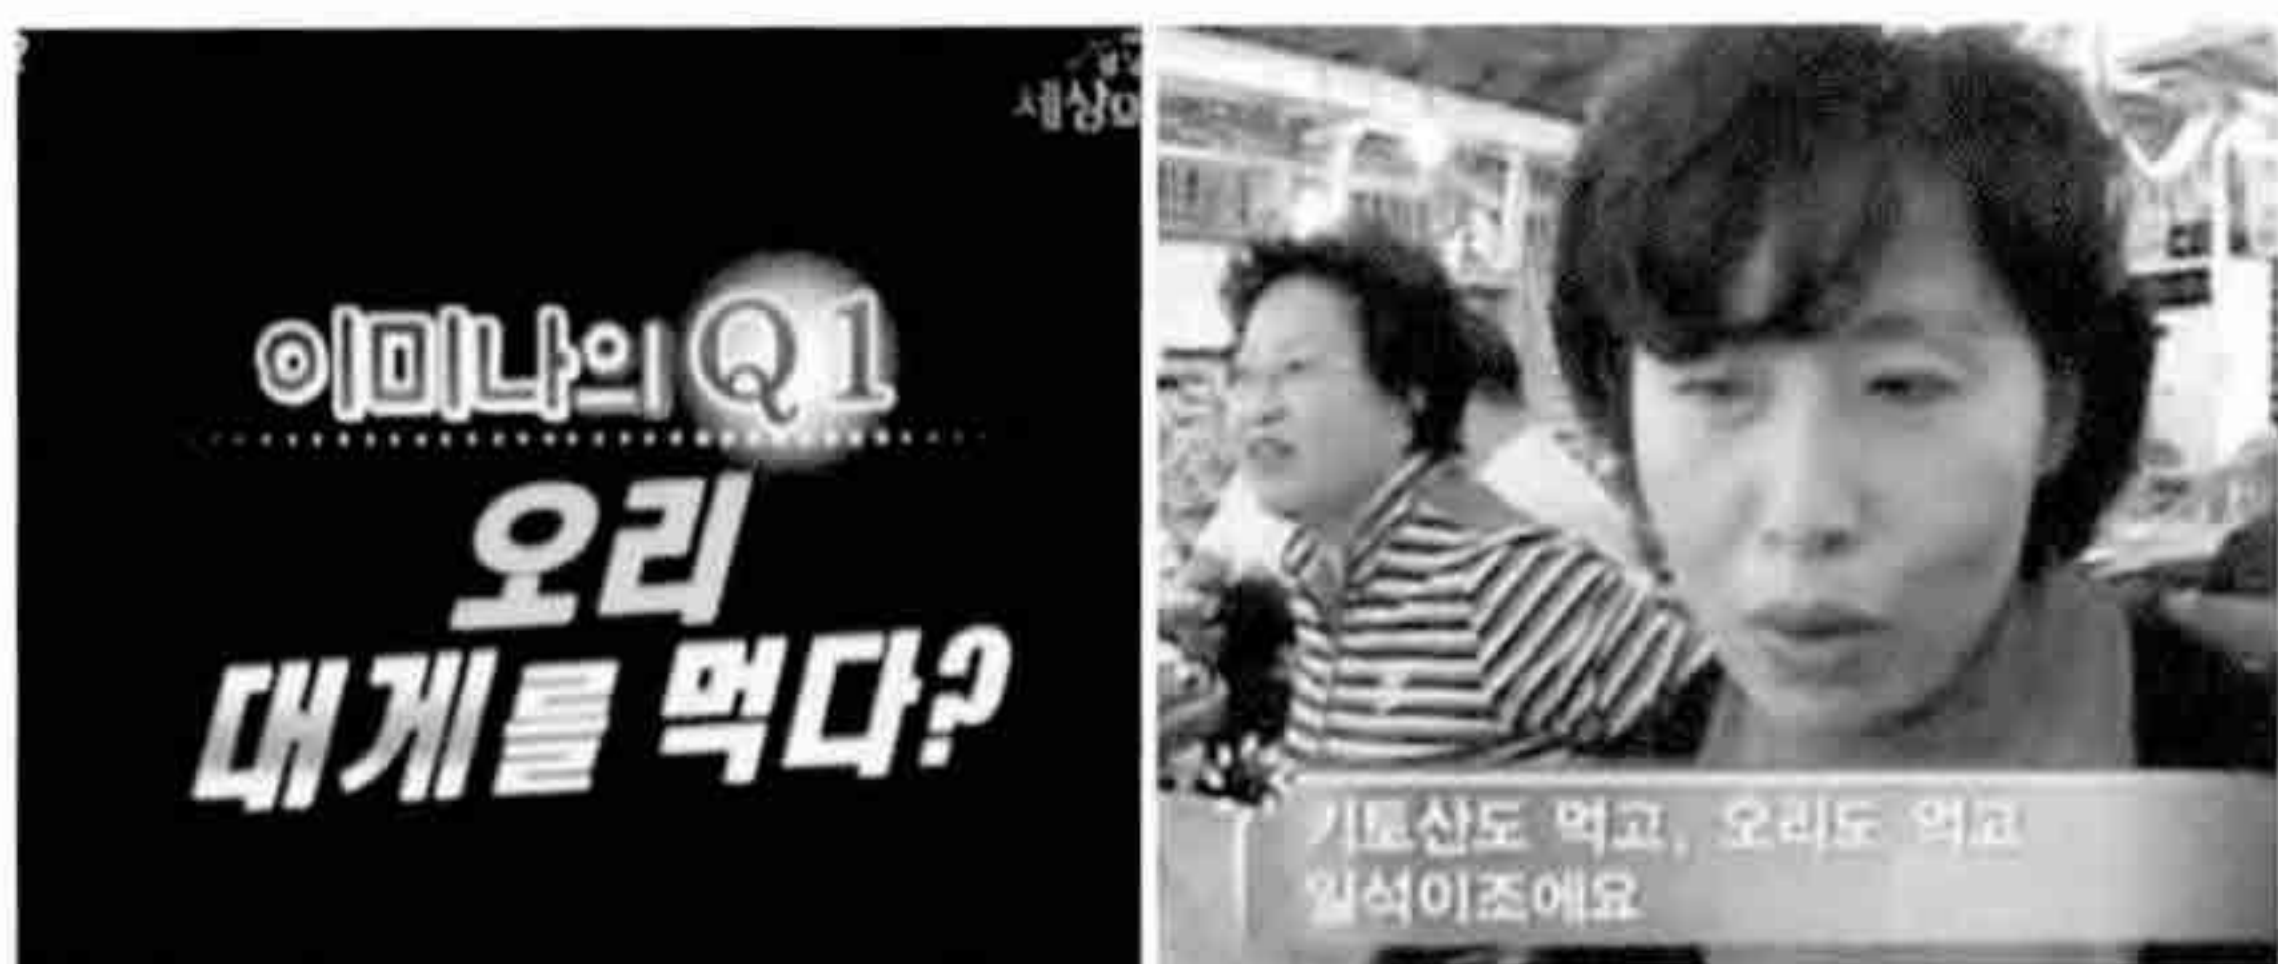 세상이
이미나의 Q1
오리
대게를 먹다?
키토산도 먹고, 오리도 먹고
일석이조에요